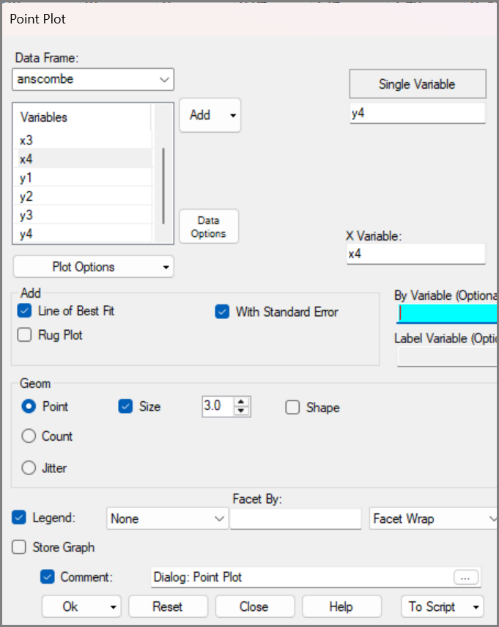 Point Plot
Data Frame:
anscombe
Single Variable
Variables
Add
y4
x3
x4
y1
y2
y3
y4
Data
Options
X Variable:
x4
Plot Options
Add
Line of Best Fit
With Standard Error
By Variable (Optiona
Rug Plot
Label Variable (Optio
Geom
Point
Size
3.0
Shape
Count
Jitter
Facet By:
Legend:
None
Facet Wrap
Store Graph
Comment:
Dialog: Point Plot
...
Ok
Reset
Close
Help
To Script